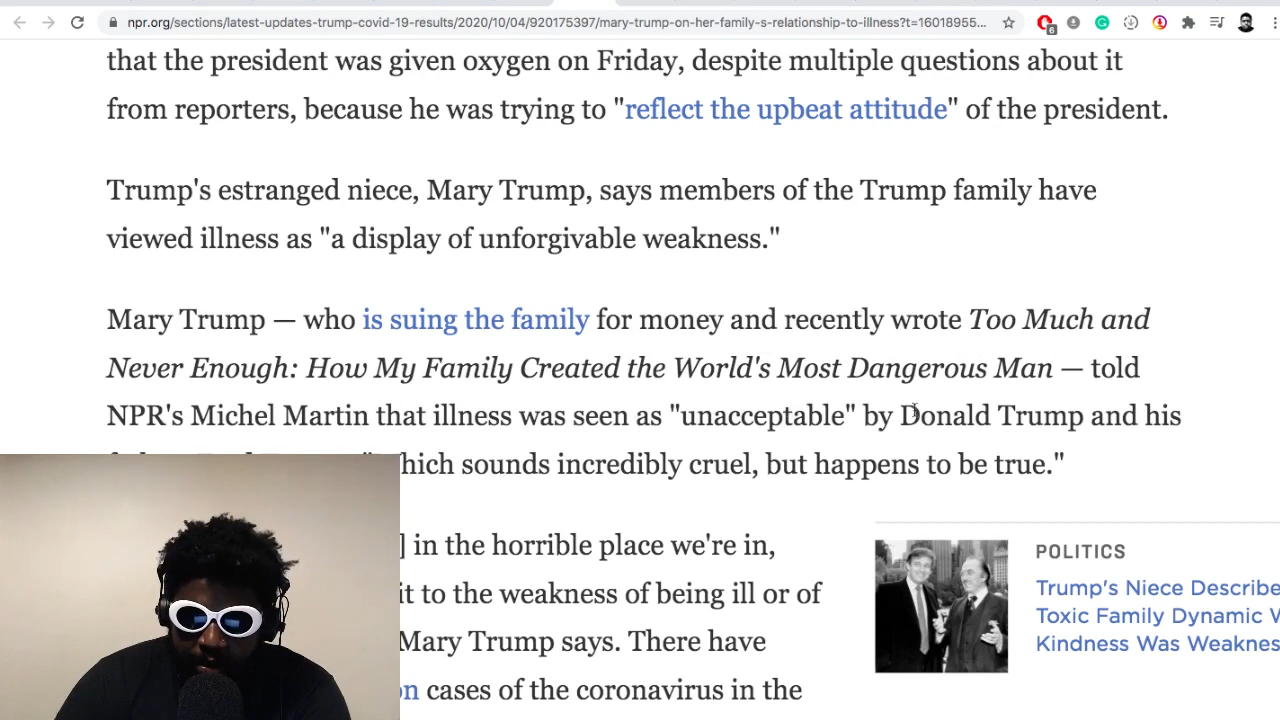 npr.org/sections/latest-updates-trump-covid-19-results/2020/10/04/920175397/mary-trump-on-her-family-s-relationship-to-illness?t=16018955...
6
that the president was given oxygen on Friday, despite multiple questions about it
from reporters, because he was trying to "reflect the upbeat attitude" of the president.
Trump's estranged niece, Mary Trump, says members of the Trump family have
viewed illness as "a display of unforgivable weakness."
Mary Trump — who is suing the family for money and recently wrote Too Much and
Never Enough: How My Family Created the World's Most Dangerous Man — told
NPR's Michel Martin that illness was seen as "unacceptable" by Donald Trump and his
hich sounds incredibly cruel, but happens to be true."
] in the horrible place we're in,
it to the weakness of being ill or of
Mary Trump says. There have
on cases of the coronavirus in the
POLITICS
Trump's Niece Describe
Toxic Family Dynamic W
Kindness Was Weaknes